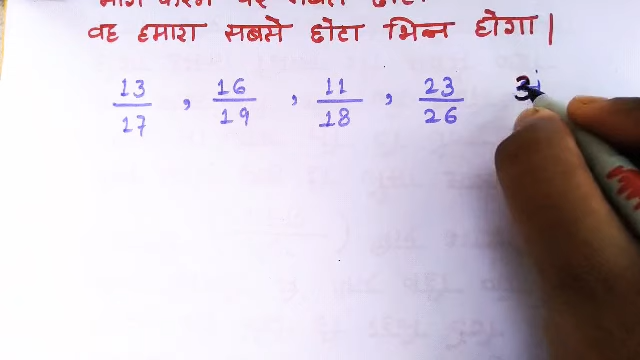 वह हमारा सबसे छोटा भिन्न होगा |
13/17 , 16/19 , 11/18 , 23/26